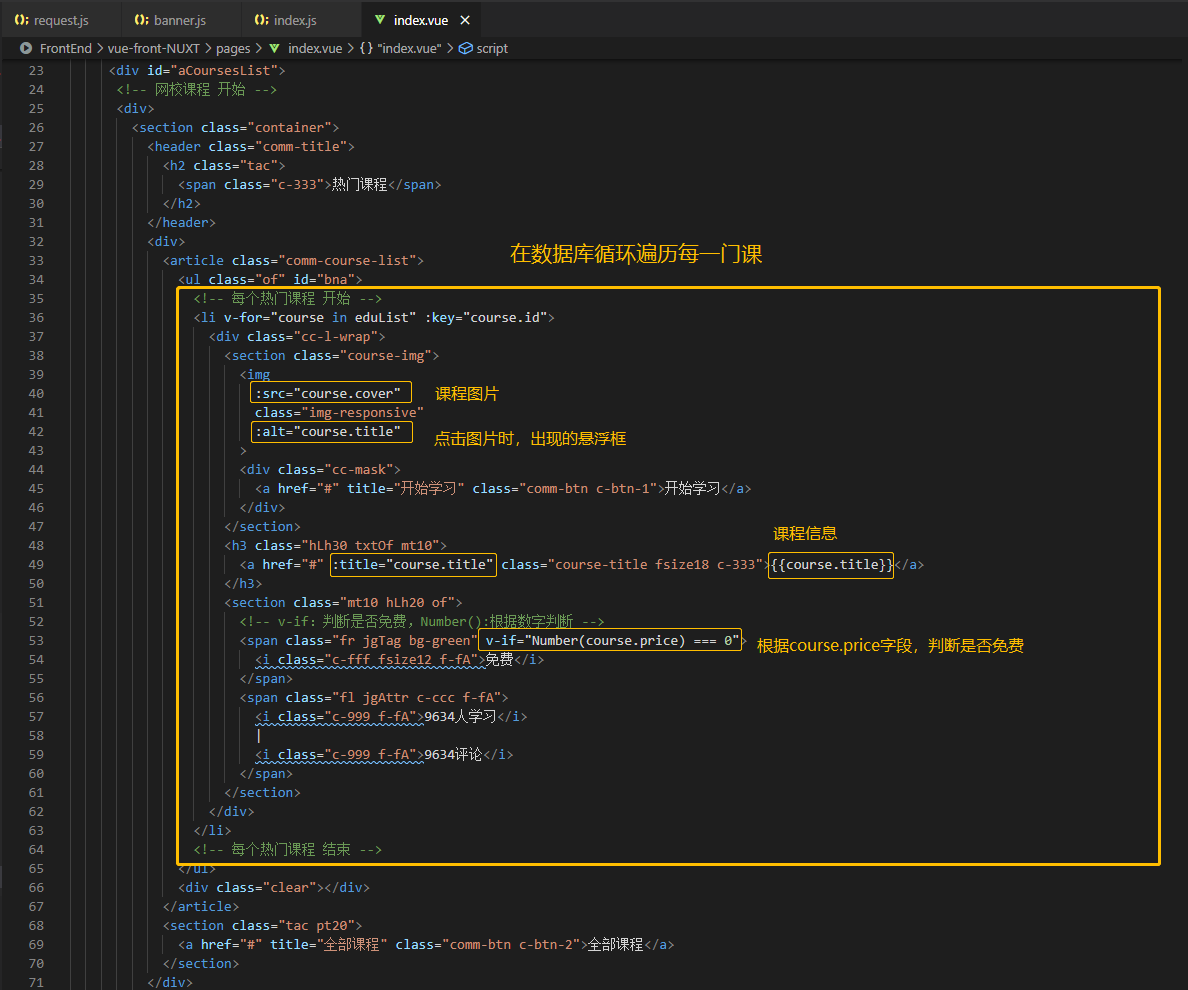 request.js banner.js index.js index.vue
FrontEnd > vue-front-NUXT > pages > index.vue > {} "index.vue" > script
23 <div id="aCoursesList">
24 <!-- 网校课程 开始 -->
25 <div>
26 <section class="container">
27 <header class="comm-title">
28 <h2 class="tac">
29 <span class="c-333">热门课程</span>
30 </h2>
31 </header>
32 <div>
在数据库循环遍历每一门课
33 <article class="comm-course-list">
34 <ul class="of" id="bna">
35 <!-- 每个热门课程 开始 -->
36 <li v-for="course in eduList" :key="course.id">
37 <div class="cc-l-wrap">
38 <section class="course-img">
39 <img
40 :src="course.cover" 课程图片
41 class="img-responsive"
42 :alt="course.title" 点击图片时，出现的悬浮框
43 >
44 <div class="cc-mask">
45 <a href="#" title="开始学习" class="comm-btn c-btn-1">开始学习</a>
46 </div>
47 </section>
课程信息
48 <h3 class="hLh30 txtOf mt10">
49 <a href="#" :title="course.title" class="course-title fsize18 c-333">{{course.title}}</a>
50 </h3>
51 <section class="mt10 hLh20 of">
52 <!-- v-if：判断是否免费，Number():根据数字判断 -->
53 <span class="fr jgTag bg-green" v-if="Number(course.price) === 0"> 根据course.price字段，判断是否免费
54 <i class="c-fff fsize12 f-fA">免费</i>
55 </span>
56 <span class="fl jgAttr c-ccc f-fA">
57 <i class="c-999 f-fA">9634人学习</i>
58 |
59 <i class="c-999 f-fA">9634评论</i>
60 </span>
61 </section>
62 </div>
63 </li>
64 <!-- 每个热门课程 结束 -->
65 </ul>
66 <div class="clear"></div>
67 </article>
68 <section class="tac pt20">
69 <a href="#" title="全部课程" class="comm-btn c-btn-2">全部课程</a>
70 </section>
71 </div>